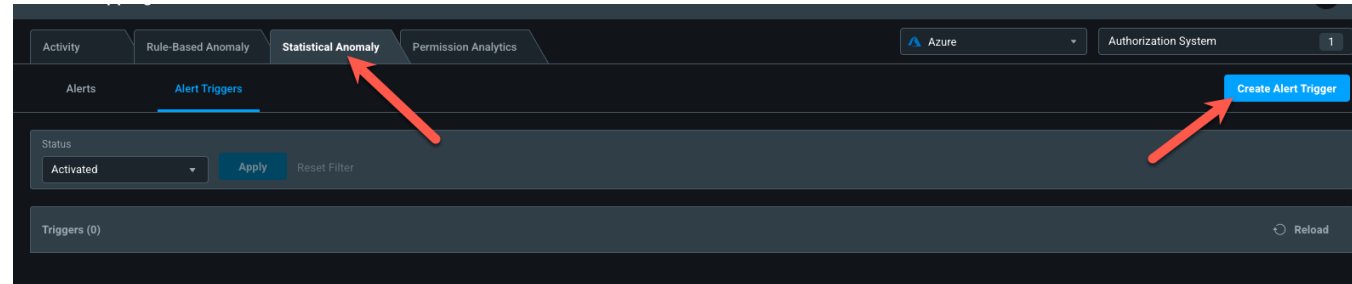 Activity Rule-Based Anomaly Statistical Anomaly Permission Analytics Azure Authorization System 1
Alerts Alert Triggers Create Alert Trigger
Status
Activated Apply Reset Filter
Triggers (0) Reload